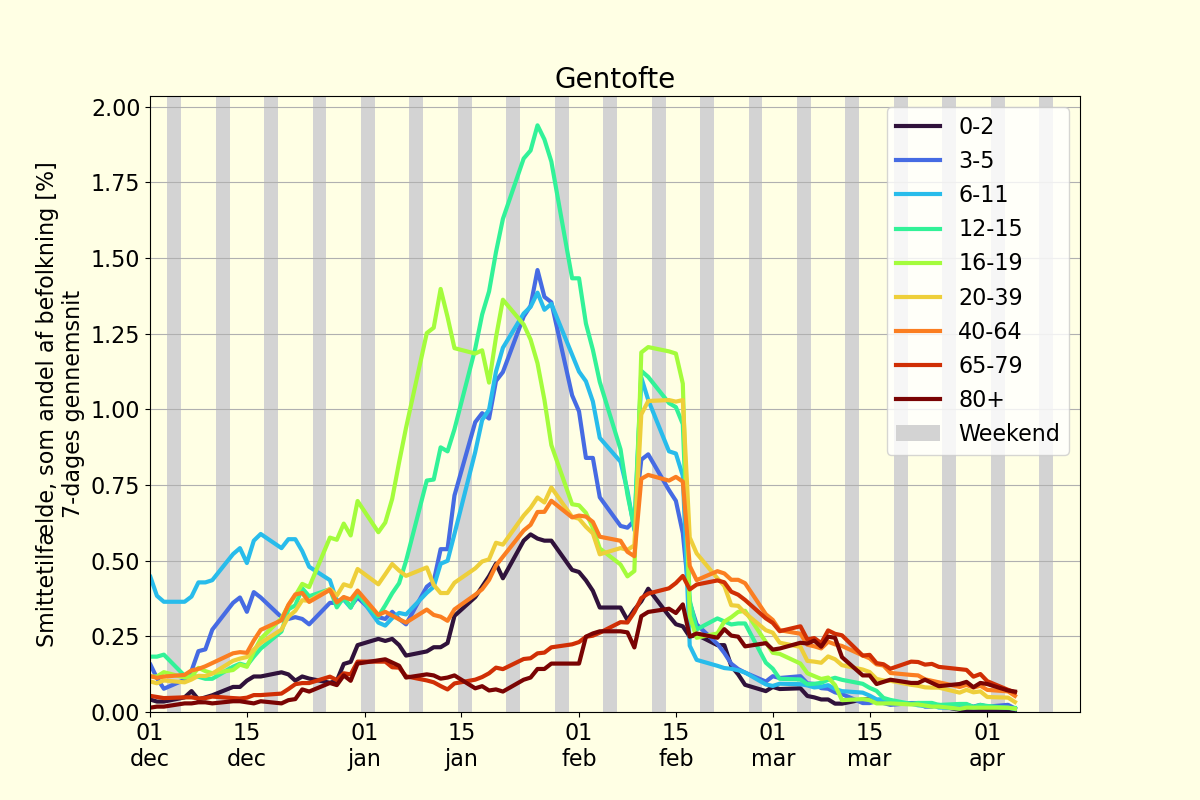 Gentofte
Smittetilfælde, som andel af befolkning [%]
7-dages gennemsnit
2.00
1.75
1.50
1.25
1.00
0.75
0.50
0.25
0.00
01 dec
15 dec
01 jan
15 jan
01 feb
15 feb
01 mar
15 mar
01 apr
0-2
3-5
6-11
12-15
16-19
20-39
40-64
65-79
80+
Weekend